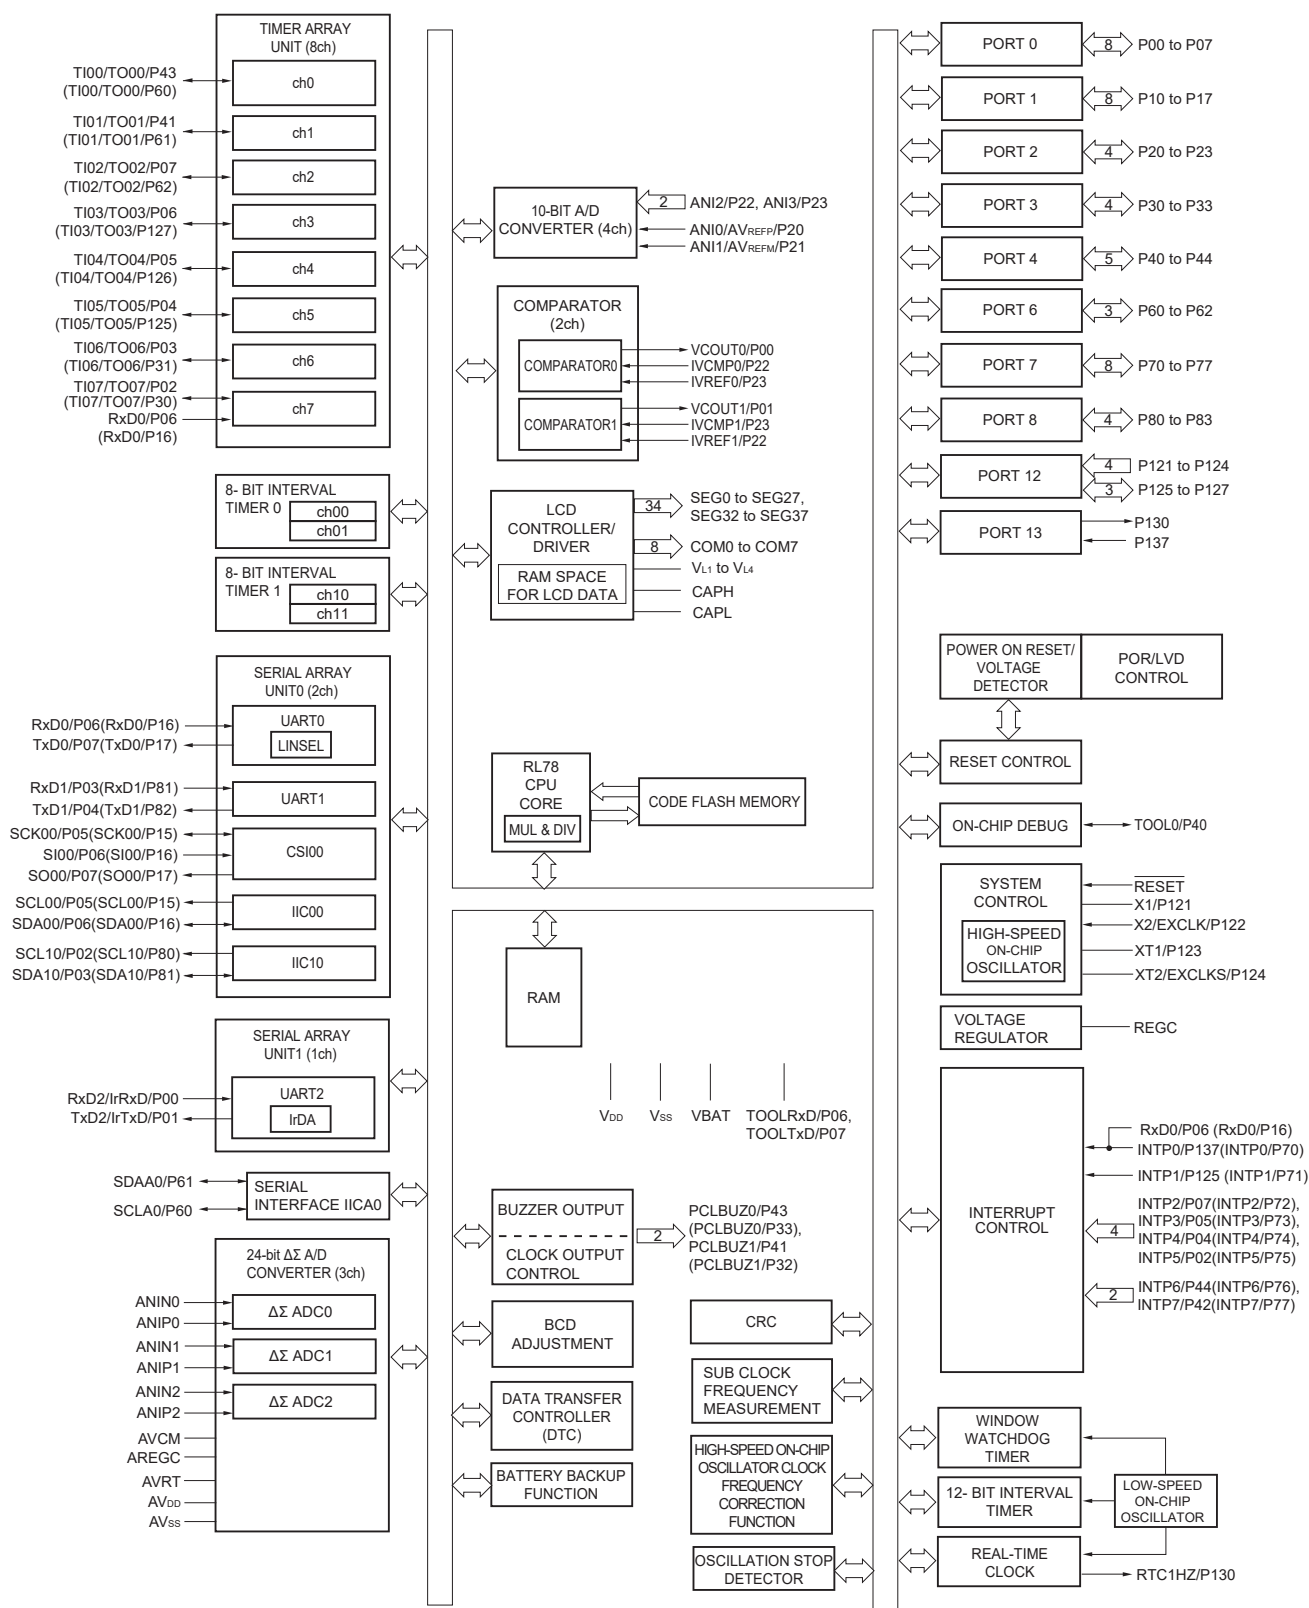 TIMER ARRAY
UNIT (8ch)
TI00/TO00/P43
(TI00/TO00/P60)
ch0
TI01/TO01/P41
(TI01/TO01/P61)
ch1
TI02/TO02/P07
(TI02/TO02/P62)
ch2
TI03/TO03/P06
(TI03/TO03/P127)
ch3
TI04/TO04/P05
(TI04/TO04/P126)
ch4
TI05/TO05/P04
(TI05/TO05/P125)
ch5
TI06/TO06/P03
(TI06/TO06/P31)
ch6
TI07/TO07/P02
(TI07/TO07/P30)
RxD0/P06
(RxD0/P16)
ch7
8- BIT INTERVAL
TIMER 0
ch00
ch01
8- BIT INTERVAL
TIMER 1
ch10
ch11
SERIAL ARRAY
UNIT0 (2ch)
RxD0/P06(RxD0/P16)
TxD0/P07(TxD0/P17)
UART0
LINSEL
RxD1/P03(RxD1/P81)
TxD1/P04(TxD1/P82)
UART1
SCK00/P05(SCK00/P15)
SI00/P06(SI00/P16)
SO00/P07(SO00/P17)
CSI00
SCL00/P05(SCL00/P15)
SDA00/P06(SDA00/P16)
IIC00
SCL10/P02(SCL10/P80)
SDA10/P03(SDA10/P81)
IIC10
SERIAL ARRAY
UNIT1 (1ch)
RxD2/IrRxD/P00
TxD2/IrTxD/P01
UART2
IrDA
SDAA0/P61
SCLA0/P60
SERIAL
INTERFACE IICA0
24-bit ΔΣ A/D
CONVERTER (3ch)
ANIN0
ANIP0
ΔΣ ADC0
ANIN1
ANIP1
ΔΣ ADC1
ANIN2
ANIP2
ΔΣ ADC2
AVCM
AREGC
AVRT
AVDD
AVSS
10-BIT A/D
CONVERTER (4ch)
2
ANI2/P22, ANI3/P23
ANI0/AVREFP/P20
ANI1/AVREFM/P21
COMPARATOR
(2ch)
COMPARATOR0
VCOUT0/P00
IVCMP0/P22
IVREF0/P23
COMPARATOR1
VCOUT1/P01
IVCMP1/P23
IVREF1/P22
LCD
CONTROLLER/
DRIVER
RAM SPACE
FOR LCD DATA
34
SEG0 to SEG27,
SEG32 to SEG37
8
COM0 to COM7
VL1 to VL4
CAPH
CAPL
RL78
CPU
CORE
MUL & DIV
CODE FLASH MEMORY
RAM
VDD
VSS
VBAT
TOOLRxD/P06,
TOOLTxD/P07
BUZZER OUTPUT
CLOCK OUTPUT
CONTROL
2
PCLBUZ0/P43
(PCLBUZ0/P33),
PCLBUZ1/P41
(PCLBUZ1/P32)
BCD
ADJUSTMENT
DATA TRANSFER
CONTROLLER
(DTC)
BATTERY BACKUP
FUNCTION
CRC
SUB CLOCK
FREQUENCY
MEASUREMENT
HIGH-SPEED ON-CHIP
OSCILLATOR CLOCK
FREQUENCY
CORRECTION
FUNCTION
OSCILLATION STOP
DETECTOR
PORT 0
8
P00 to P07
PORT 1
8
P10 to P17
PORT 2
4
P20 to P23
PORT 3
4
P30 to P33
PORT 4
5
P40 to P44
PORT 6
3
P60 to P62
PORT 7
8
P70 to P77
PORT 8
4
P80 to P83
PORT 12
4
P121 to P124
3
P125 to P127
PORT 13
P130
P137
POWER ON RESET/
VOLTAGE
DETECTOR
POR/LVD
CONTROL
RESET CONTROL
ON-CHIP DEBUG
TOOL0/P40
SYSTEM
CONTROL
HIGH-SPEED
ON-CHIP
OSCILLATOR
RESET
X1/P121
X2/EXCLK/P122
XT1/P123
XT2/EXCLKS/P124
VOLTAGE
REGULATOR
REGC
INTERRUPT
CONTROL
RxD0/P06 (RxD0/P16)
INTP0/P137(INTP0/P70)
INTP1/P125 (INTP1/P71)
4
INTP2/P07(INTP2/P72),
INTP3/P05(INTP3/P73),
INTP4/P04(INTP4/P74),
INTP5/P02(INTP5/P75)
2
INTP6/P44(INTP6/P76),
INTP7/P42(INTP7/P77)
WINDOW
WATCHDOG
TIMER
12- BIT INTERVAL
TIMER
LOW-SPEED
ON-CHIP
OSCILLATOR
REAL-TIME
CLOCK
RTC1HZ/P130